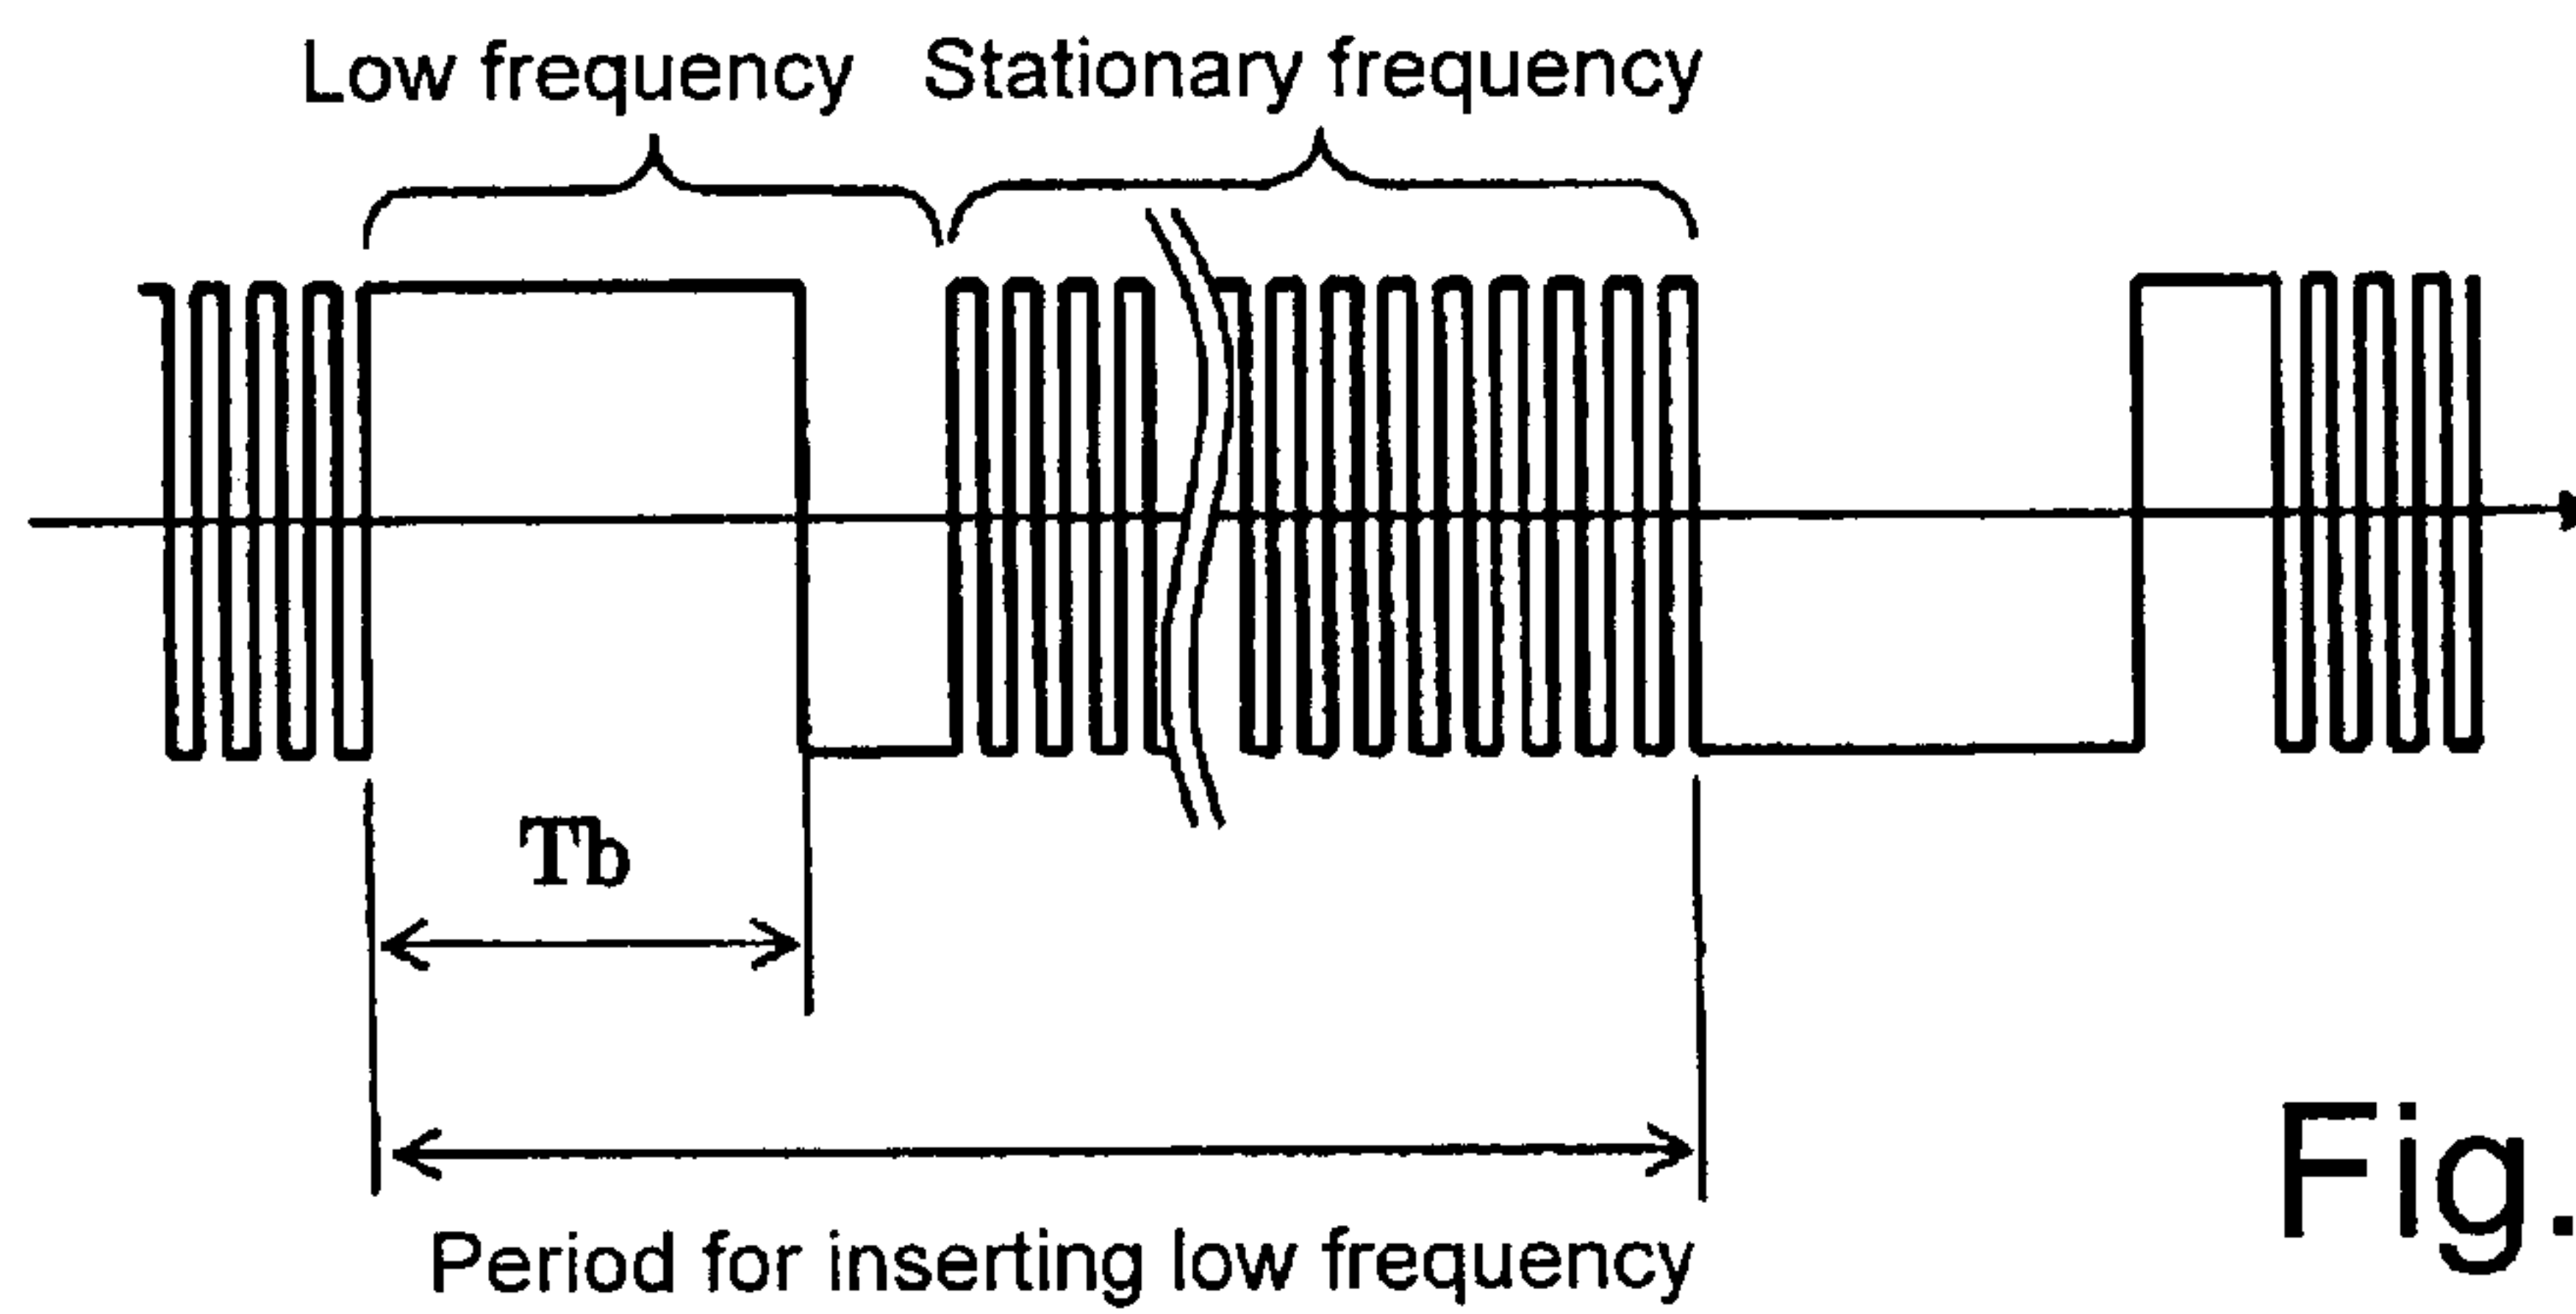 Low frequency
Stationary frequency
Tb
Period for inserting low frequency
Fig.